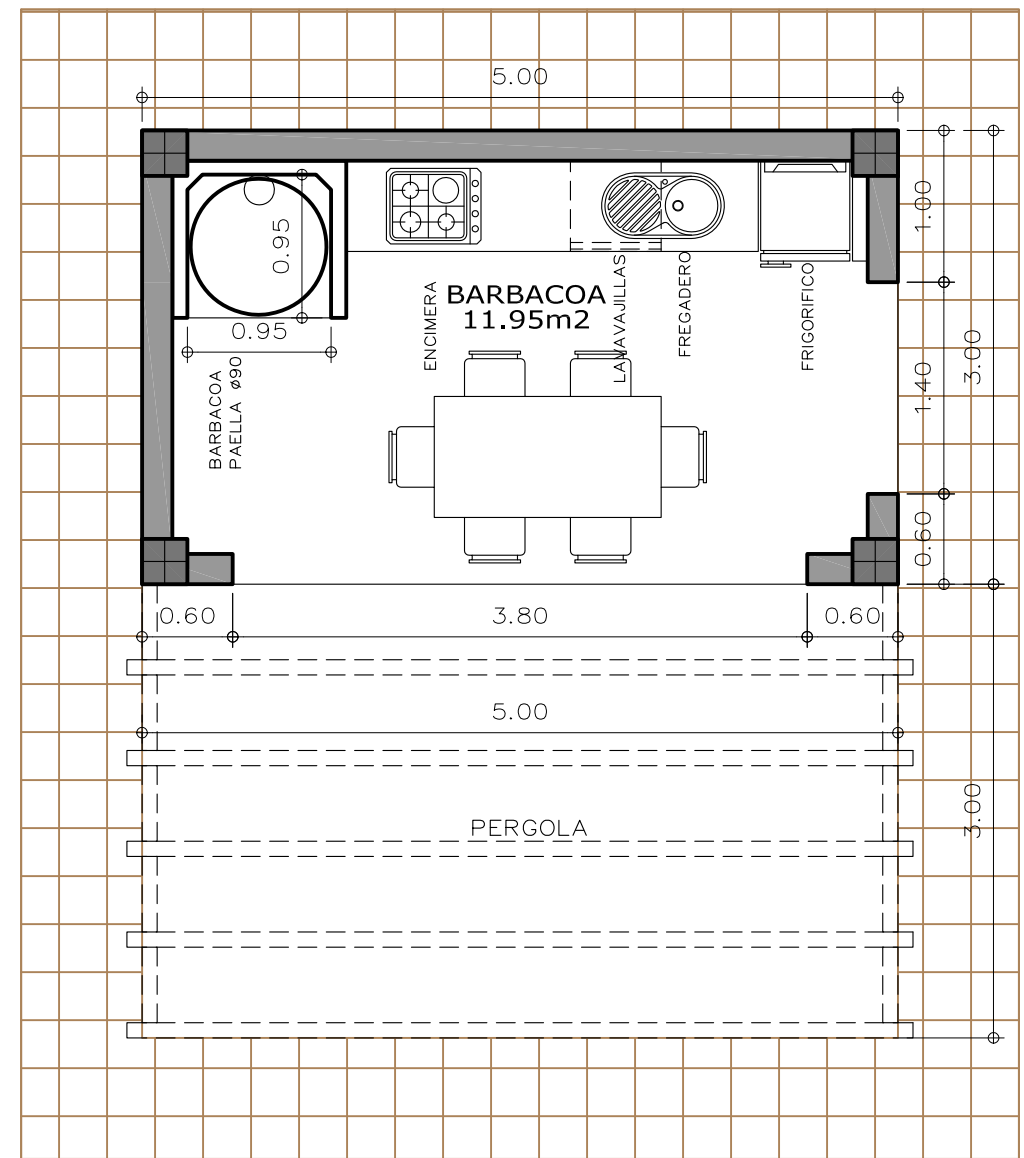 5.00
1.00
0.95
0.95
BARBACOA
11.95m2
ENCIMERA
LAVAVAJILLAS
FREGADERO
FRIGORIFICO
BARBACOA
PAELLA ø90
1.40
3.00
0.60
0.60
3.80
0.60
5.00
PERGOLA
3.00